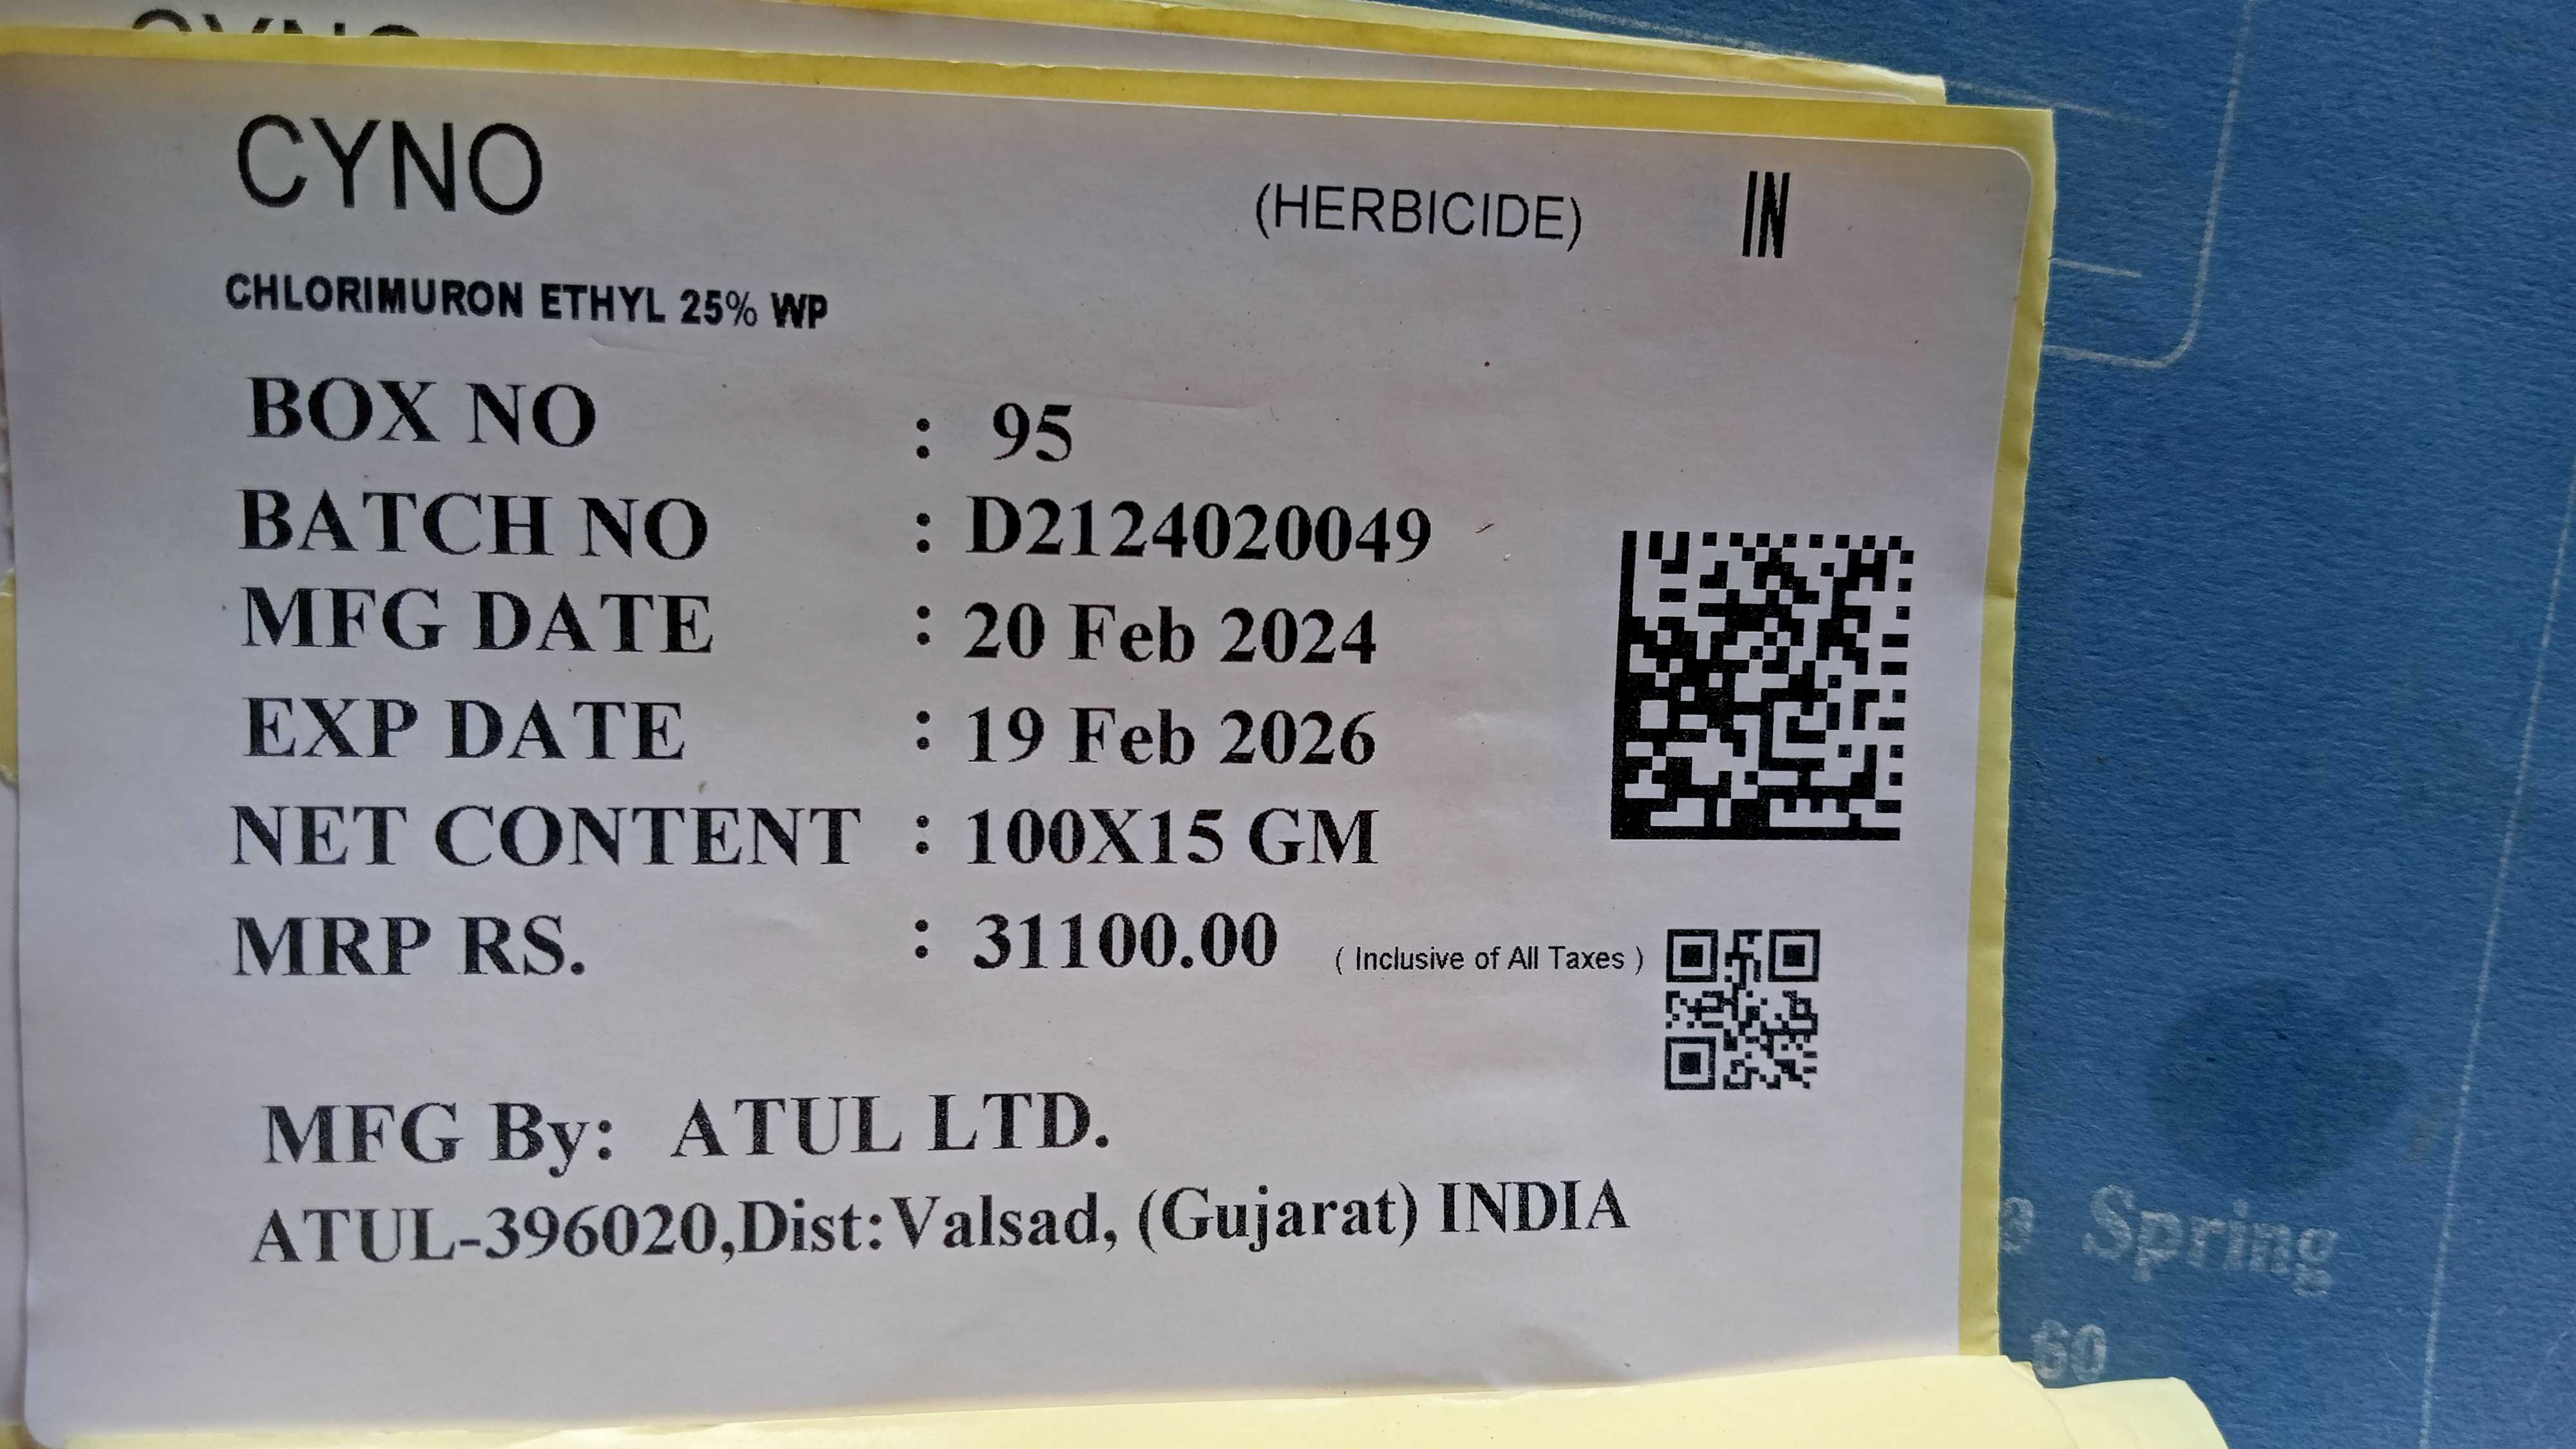 CYNO
CYNO
(HERBICIDE) IN
CHLORIMURON ETHYL 25% WP
BOX NO : 95
BATCH NO : D2124020049
MFG DATE : 20 Feb 2024
EXP DATE : 19 Feb 2026
NET CONTENT : 100X15 GM
MRP RS. : 31100.00 ( Inclusive of All Taxes )
MFG By: ATUL LTD.
ATUL-396020,Dist:Valsad, (Gujarat) INDIA
Spring
60